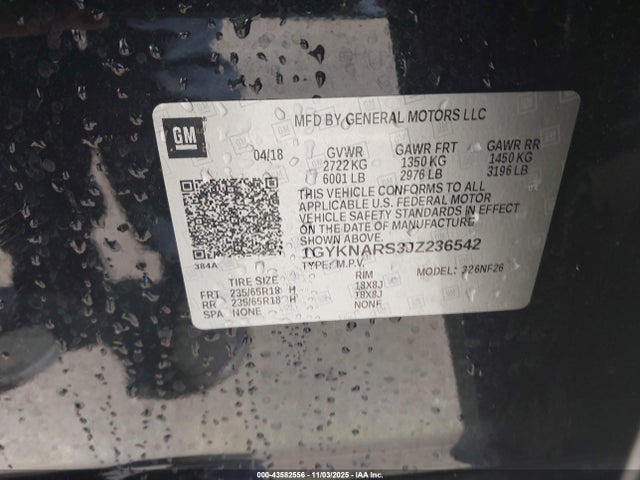 GM
MFD BY GENERAL MOTORS LLC
04/18 GVWR GAWR FRT GAWR RR
2722 KG 1350 KG 1450 KG
6001 LB 2976 LB 3196 LB
THIS VEHICLE CONFORMS TO ALL
APPLICABLE U.S. FEDERAL MOTOR
VEHICLE SAFETY STANDARDS IN EFFECT
ON THE DATE OF MANUFACTURE
SHOWN ABOVE.
1GYKNARS3JZ236542
384A
TYPE: M.P.V. MODEL: 326NF26
TIRE SIZE RIM
FRT 235/65R18 H 18X8J
RR 235/65R18 H 18X8J
SPA NONE NONE
000-43582556 - 11/03/2025 - IAA Inc.